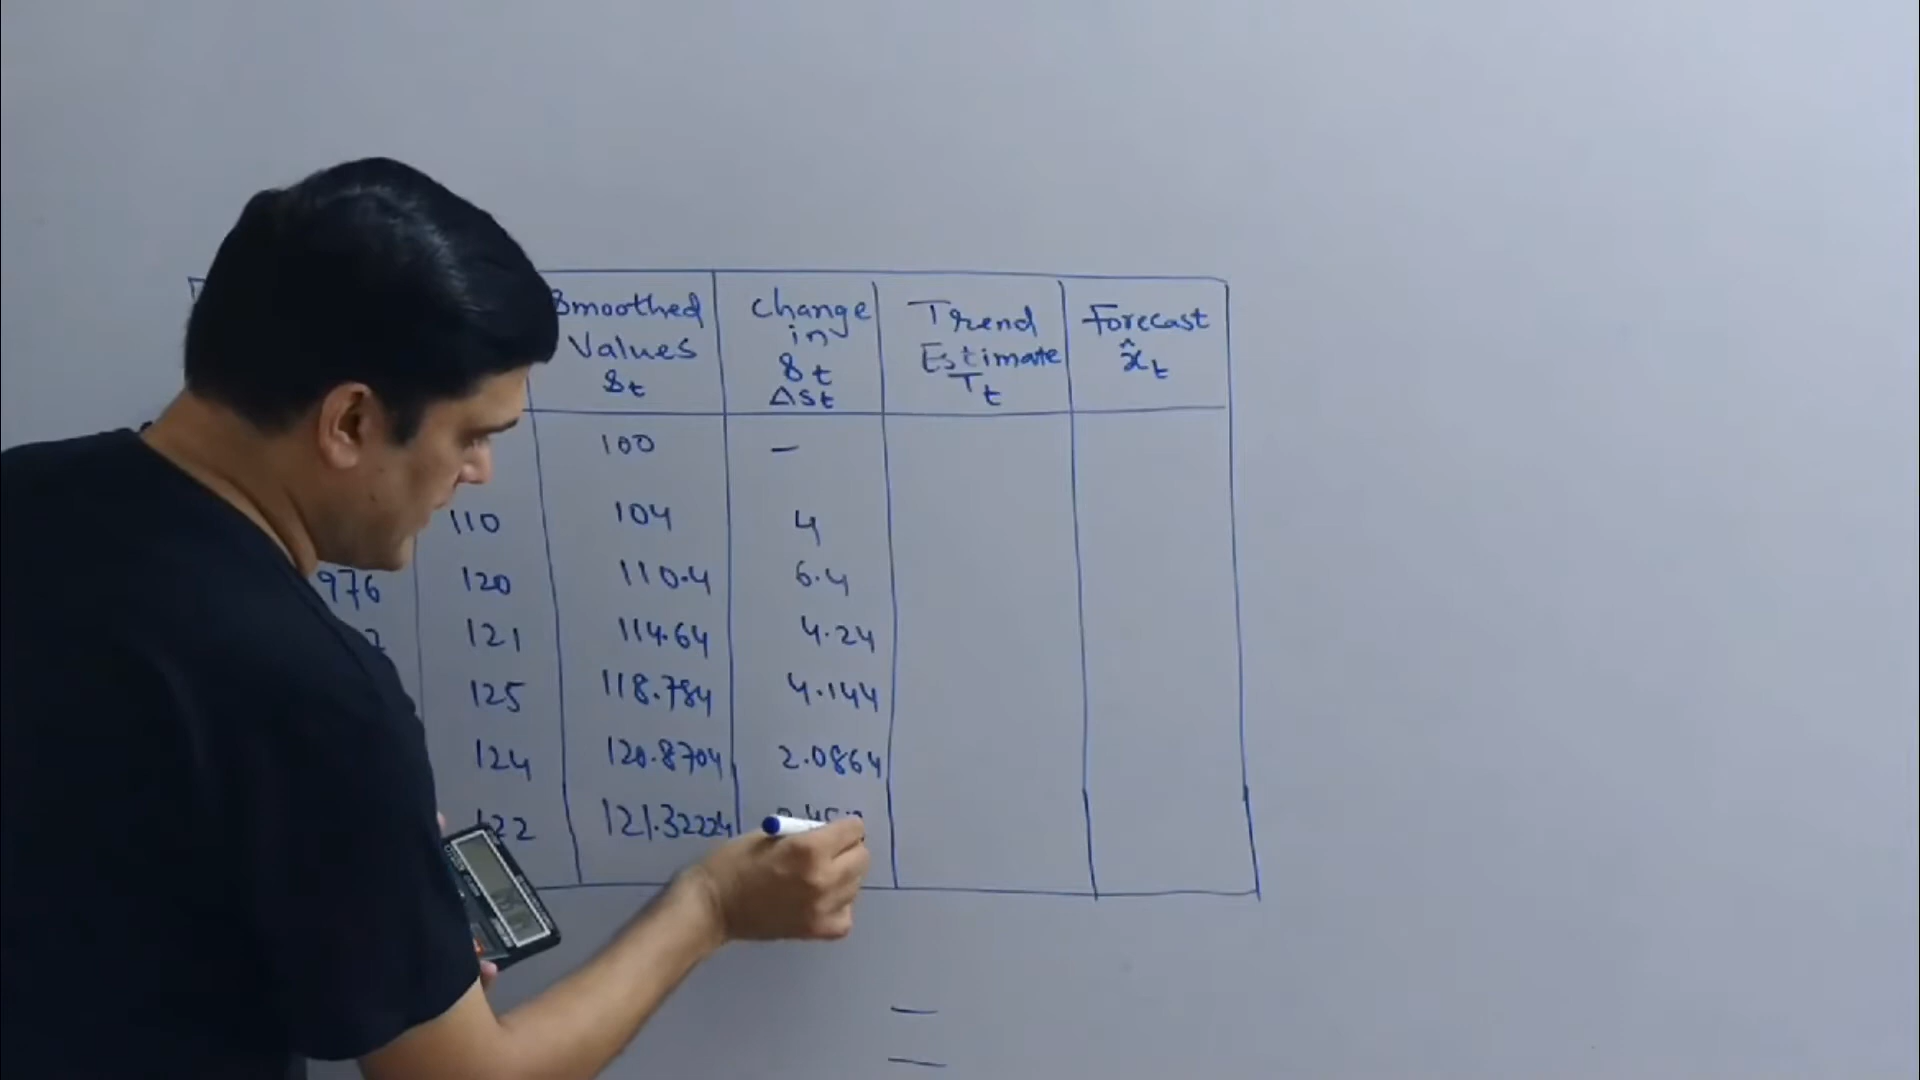 Smoothed Values St
Change in St ΔSt
Trend Estimate Tt
Forecast x̂t
100 —
110 104 4
976 120 110.4 6.4
121 114.64 4.24
125 118.784 4.144
124 120.8704 2.0864
122 121.32224